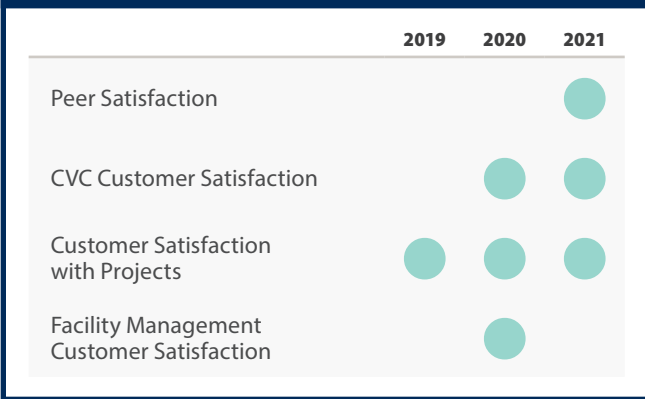 2019 2020 2021
Peer Satisfaction
CVC Customer Satisfaction
Customer Satisfaction
with Projects
Facility Management
Customer Satisfaction